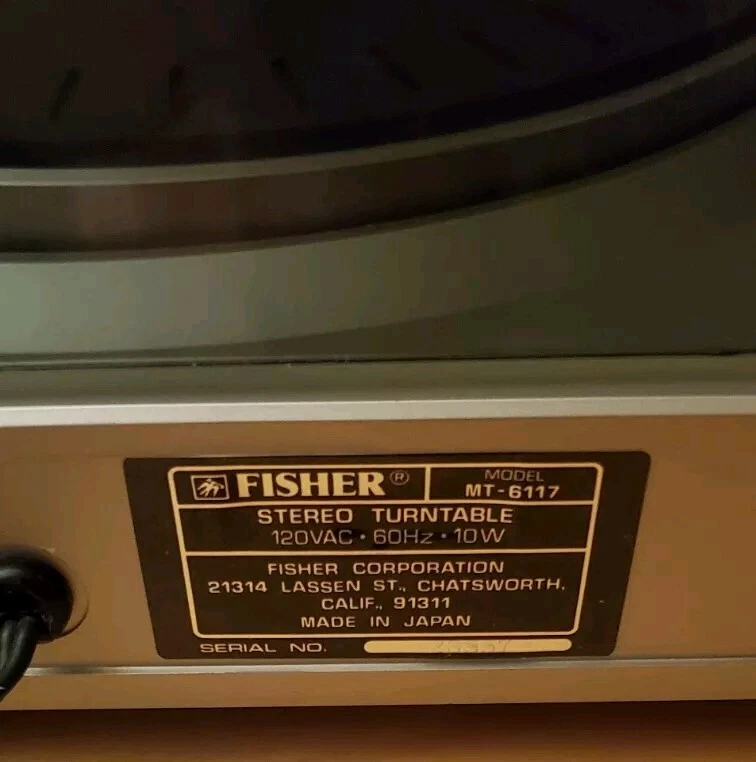 FISHER®
MODEL
MT-6117
STEREO TURNTABLE
120VAC • 60Hz • 10W
FISHER CORPORATION
21314 LASSEN ST., CHATSWORTH,
CALIF., 91311
MADE IN JAPAN
SERIAL NO.